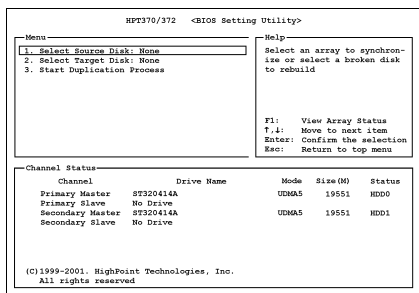 HPT370/372 <BIOS Setting Utility>
Menu
1. Select Source Disk: None
2. Select Target Disk: None
3. Start Duplication Process
Help
Select an array to synchron-
ize or select a broken disk
to rebuild
F1: View Array Status
↑,↓: Move to next item
Enter: Confirm the selection
Esc: Return to top menu
Channel Status
Channel Drive Name Mode Size(M) Status
Primary Master ST320414A UDMA5 19551 HDD0
Primary Slave No Drive
Secondary Master ST320414A UDMA5 19551 HDD1
Secondary Slave No Drive
(C)1999-2001. HighPoint Technologies, Inc.
All rights reserved